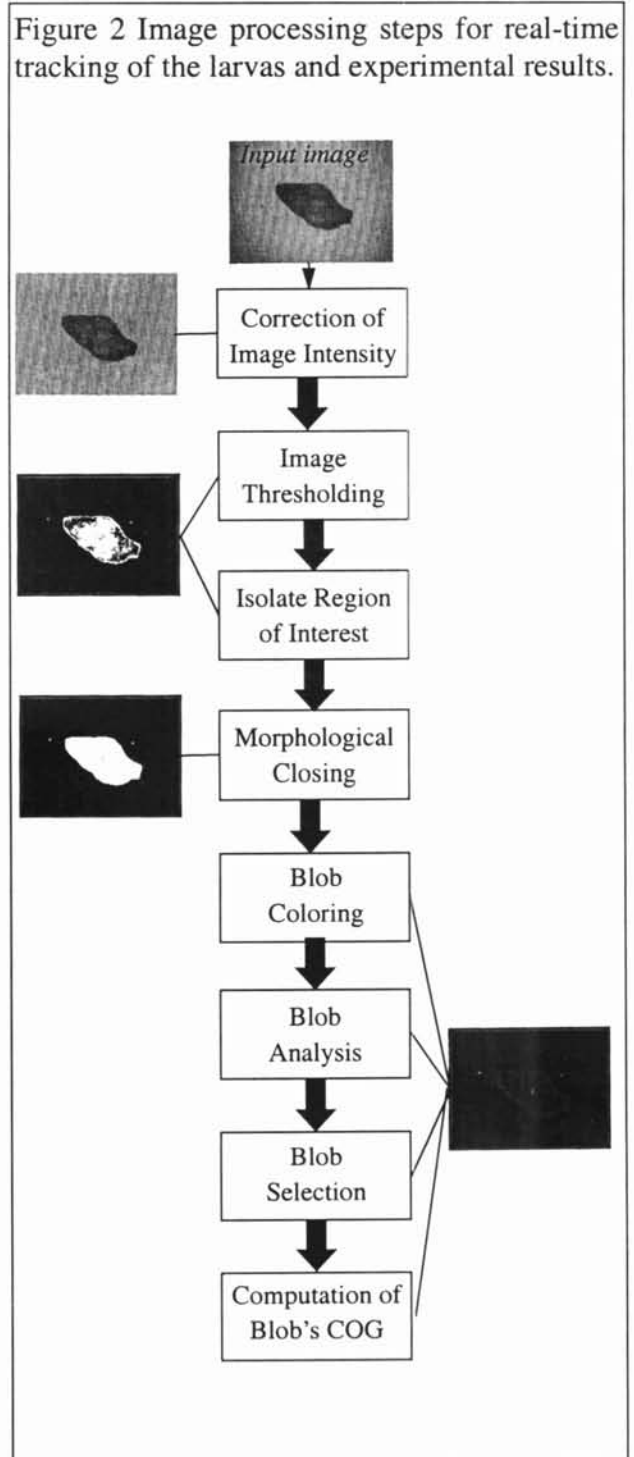 Figure 2 Image processing steps for real-time
tracking of the larvas and experimental results.
Input image
Correction of
Image Intensity
Image
Thresholding
Isolate Region
of Interest
Morphological
Closing
Blob
Coloring
Blob
Analysis
Blob
Selection
Computation of
Blob's COG